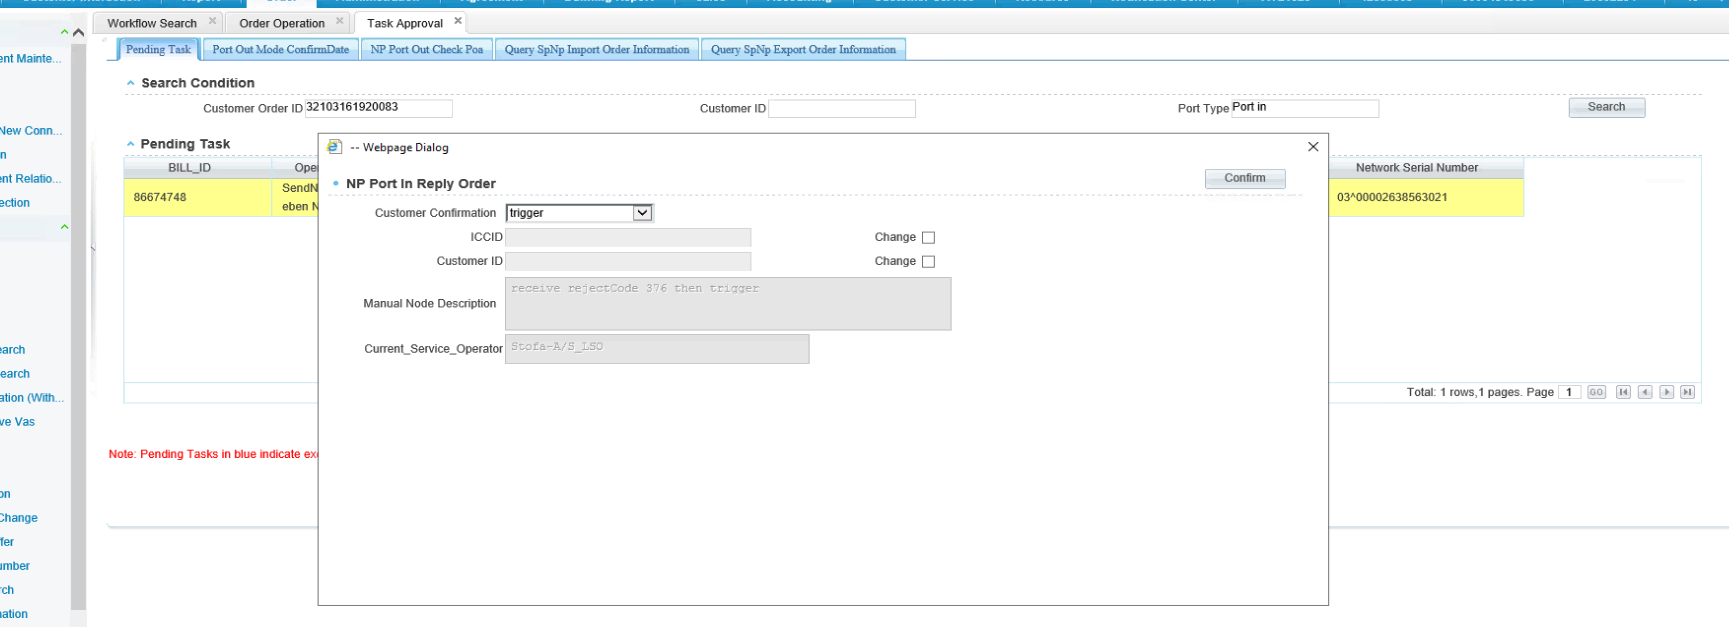 Workflow Search
Order Operation
Task Approval
Pending Task
Port Out Mode ConfirmDate
NP Port Out Check Poa
Query SpNp Import Order Information
Query SpNp Export Order Information
Search Condition
Customer Order ID 32103161920083
Customer ID
Port Type Port in
Search
Pending Task
BILL_ID
Network Serial Number
86674748
SendN
eben N
03^00002638563021
-- Webpage Dialog
NP Port In Reply Order
Confirm
Customer Confirmation trigger
ICCID
Change
Customer ID
Change
Manual Node Description
receive rejectCode 376 then trigger
Current_Service_Operator
Stofa-A/S_LSO
Total: 1 rows,1 pages. Page 1 GO
Note: Pending Tasks in blue indicate exc
ent Mainte...
New Conn...
n
ent Relatio...
ection
earch
earch
ation (With...
ve Vas
on
Change
fer
umber
rch
nation